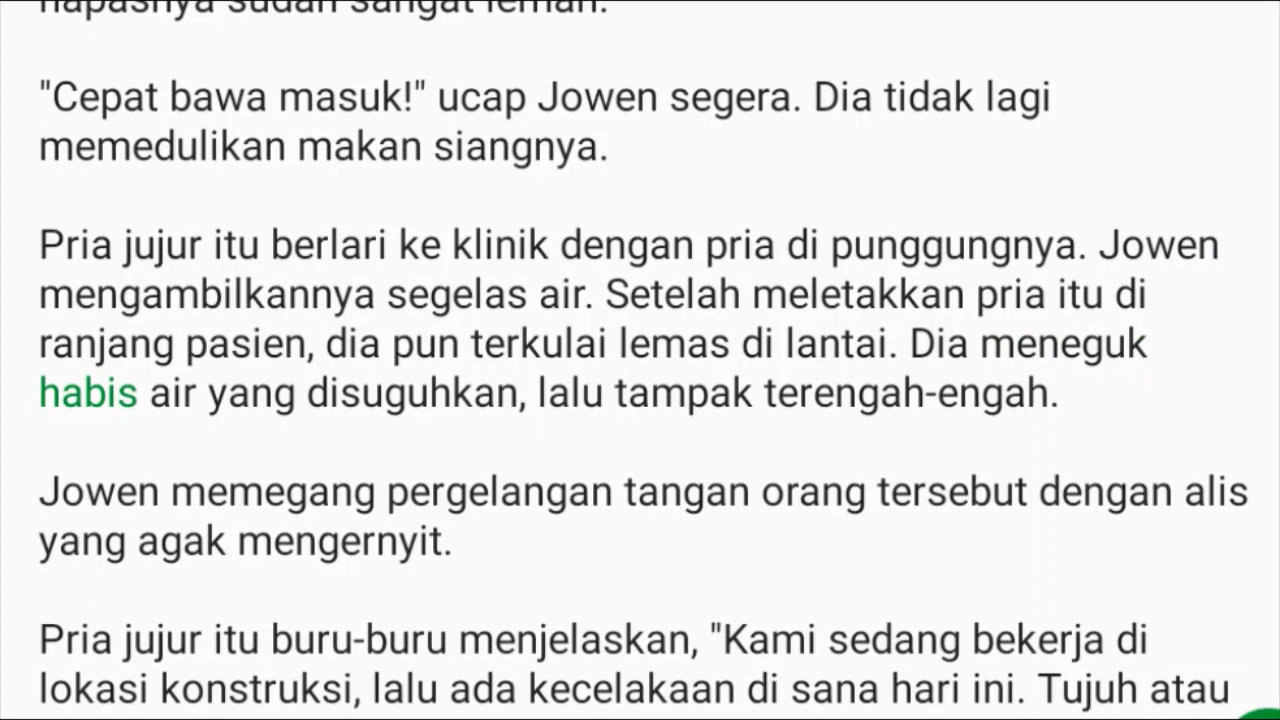 napasnya sudah sangat lemah.
"Cepat bawa masuk!" ucap Jowen segera. Dia tidak lagi
memedulikan makan siangnya.
Pria jujur itu berlari ke klinik dengan pria di punggungnya. Jowen
mengambilkannya segelas air. Setelah meletakkan pria itu di
ranjang pasien, dia pun terkulai lemas di lantai. Dia meneguk
habis air yang disuguhkan, lalu tampak terengah-engah.
Jowen memegang pergelangan tangan orang tersebut dengan alis
yang agak mengernyit.
Pria jujur itu buru-buru menjelaskan, "Kami sedang bekerja di
lokasi konstruksi, lalu ada kecelakaan di sana hari ini. Tujuh atau